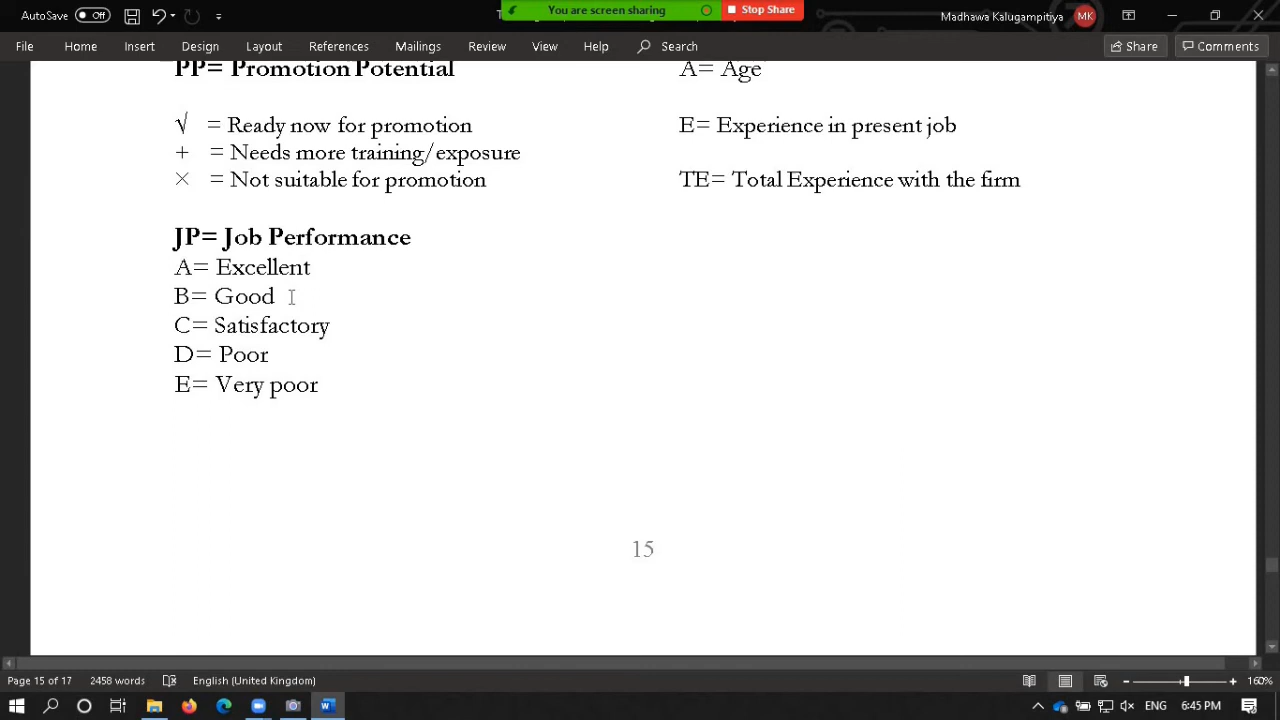 AutoSave Off
You are screen sharing
Stop Share
Madhawa Kalugampitiya MK
File Home Insert Design Layout References Mailings Review View Help Search Share Comments
PP= Promotion Potential
A= Age
√ = Ready now for promotion
E= Experience in present job
+ = Needs more training/exposure
× = Not suitable for promotion
TE= Total Experience with the firm
JP= Job Performance
A= Excellent
B= Good
C= Satisfactory
D= Poor
E= Very poor
15
Page 15 of 17 2458 words English (United Kingdom) 160%
ENG 6:45 PM